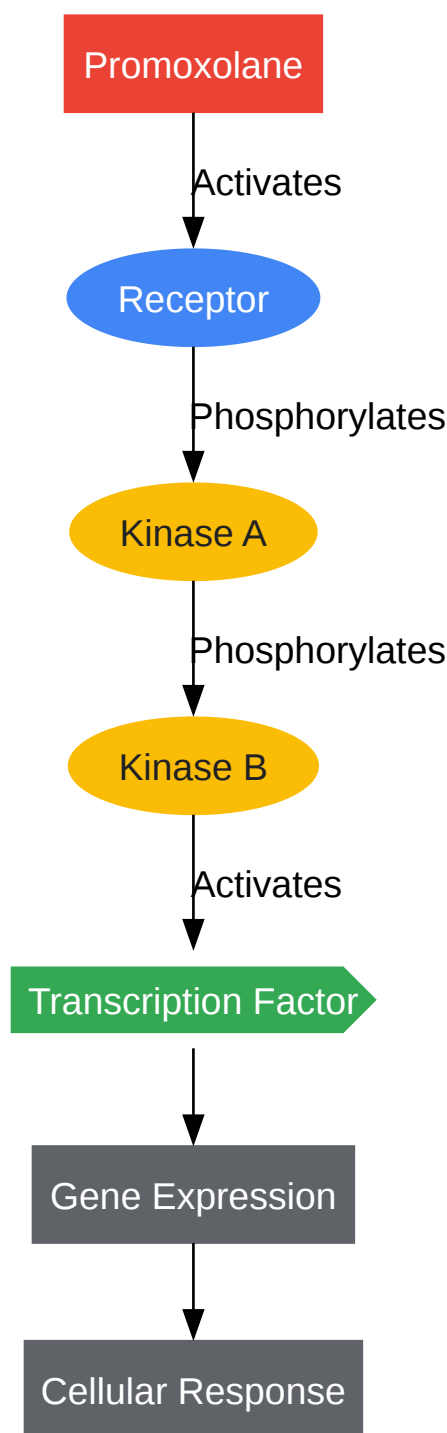 Promoxolane
Activates
Receptor
Phosphorylates
Kinase A
Phosphorylates
Kinase B
Activates
Transcription Factor
Gene Expression
Cellular Response